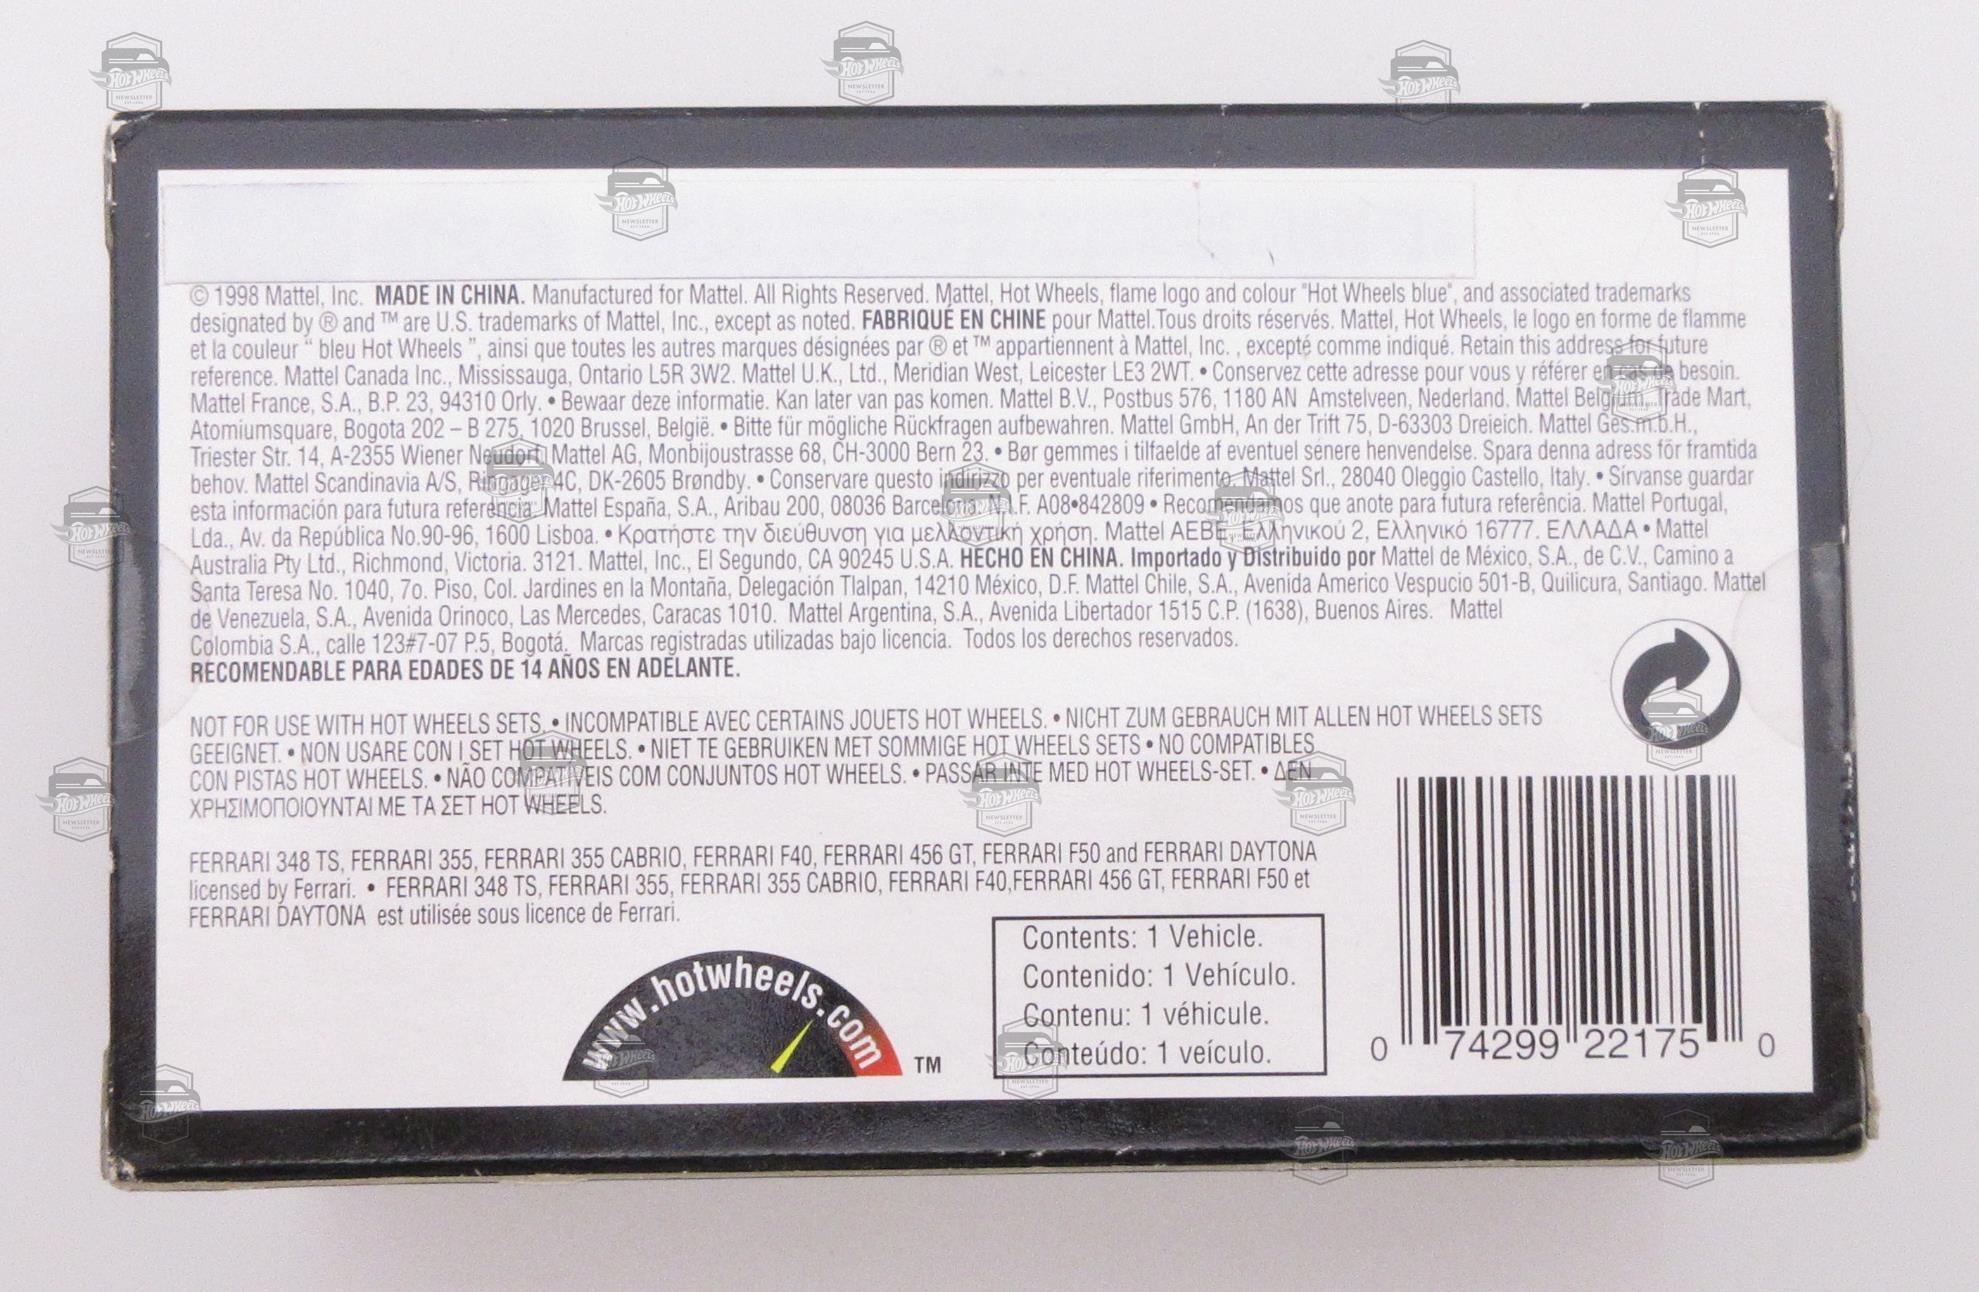 © 1998 Mattel, Inc. MADE IN CHINA. Manufactured for Mattel. All Rights Reserved. Mattel, Hot Wheels, flame logo and colour "Hot Wheels blue", and associated trademarks
designated by ® and ™ are U.S. trademarks of Mattel, Inc., except as noted. FABRIQUÉ EN CHINE pour Mattel.Tous droits réservés. Mattel, Hot Wheels, le logo en forme de flamme
et la couleur " bleu Hot Wheels ", ainsi que toutes les autres marques désignées par ® et ™ appartiennent à Mattel, Inc. , excepté comme indiqué. Retain this address for future
reference. Mattel Canada Inc., Mississauga, Ontario L5R 3W2. Mattel U.K., Ltd., Meridian West, Leicester LE3 2WT. • Conservez cette adresse pour vous y référer en cas de besoin.
Mattel France, S.A., B.P. 23, 94310 Orly. • Bewaar deze informatie. Kan later van pas komen. Mattel B.V., Postbus 576, 1180 AN Amstelveen, Nederland. Mattel Belgium, Trade Mart,
Atomiumsquare, Bogota 202 – B 275, 1020 Brussel, België. • Bitte für mögliche Rückfragen aufbewahren. Mattel GmbH, An der Trift 75, D-63303 Dreieich. Mattel Ges.m.b.H.,
Triester Str. 14, A-2355 Wiener Neudorf. Mattel AG, Monbijoustrasse 68, CH-3000 Bern 23. • Bør gemmes i tilfaelde af eventuel senere henvendelse. Spara denna adress för framtida
behov. Mattel Scandinavia A/S, Ringager 4C, DK-2605 Brøndby. • Conservare questo indirizzo per eventuale riferimento. Mattel Srl., 28040 Oleggio Castello, Italy. • Sírvanse guardar
esta información para futura referencia. Mattel España, S.A., Aribau 200, 08036 Barcelona. N.I.F. A08•842809 • Recomendamos que anote para futura referência. Mattel Portugal,
Lda., Av. da República No.90-96, 1600 Lisboa. • Κρατήστε την διεύθυνση για μελλοντική χρήση. Mattel AEBE, Ελληνικού 2, Ελληνικό 16777. ΕΛΛΑΔΑ • Mattel
Australia Pty Ltd., Richmond, Victoria. 3121. Mattel, Inc., El Segundo, CA 90245 U.S.A. HECHO EN CHINA. Importado y Distribuido por Mattel de México, S.A., de C.V., Camino a
Santa Teresa No. 1040, 7o. Piso, Col. Jardines en la Montaña, Delegación Tlalpan, 14210 México, D.F. Mattel Chile, S.A., Avenida Americo Vespucio 501-B, Quilicura, Santiago. Mattel
de Venezuela, S.A., Avenida Orinoco, Las Mercedes, Caracas 1010. Mattel Argentina, S.A., Avenida Libertador 1515 C.P. (1638), Buenos Aires. Mattel
Colombia S.A., calle 123#7-07 P.5, Bogotá. Marcas registradas utilizadas bajo licencia. Todos los derechos reservados.
RECOMENDABLE PARA EDADES DE 14 AÑOS EN ADELANTE.
NOT FOR USE WITH HOT WHEELS SETS • INCOMPATIBLE AVEC CERTAINS JOUETS HOT WHEELS. • NICHT ZUM GEBRAUCH MIT ALLEN HOT WHEELS SETS
GEEIGNET. • NON USARE CON I SET HOT WHEELS. • NIET TE GEBRUIKEN MET SOMMIGE HOT WHEELS SETS • NO COMPATIBLES
CON PISTAS HOT WHEELS. • NÃO COMPATÍVEIS COM CONJUNTOS HOT WHEELS. • PASSAR INTE MED HOT WHEELS-SET. • ΔΕΝ
ΧΡΗΣΙΜΟΠΟΙΟΥΝΤΑΙ ΜΕ ΤΑ ΣΕΤ HOT WHEELS.
FERRARI 348 TS, FERRARI 355, FERRARI 355 CABRIO, FERRARI F40, FERRARI 456 GT, FERRARI F50 and FERRARI DAYTONA
licensed by Ferrari. • FERRARI 348 TS, FERRARI 355, FERRARI 355 CABRIO, FERRARI F40,FERRARI 456 GT, FERRARI F50 et
FERRARI DAYTONA est utilisée sous licence de Ferrari.
www.hotwheels.com ™
Contents: 1 Vehicle.
Contenido: 1 Vehículo.
Contenu: 1 véhicule.
Conteúdo: 1 veículo.
0 74299 22175 0